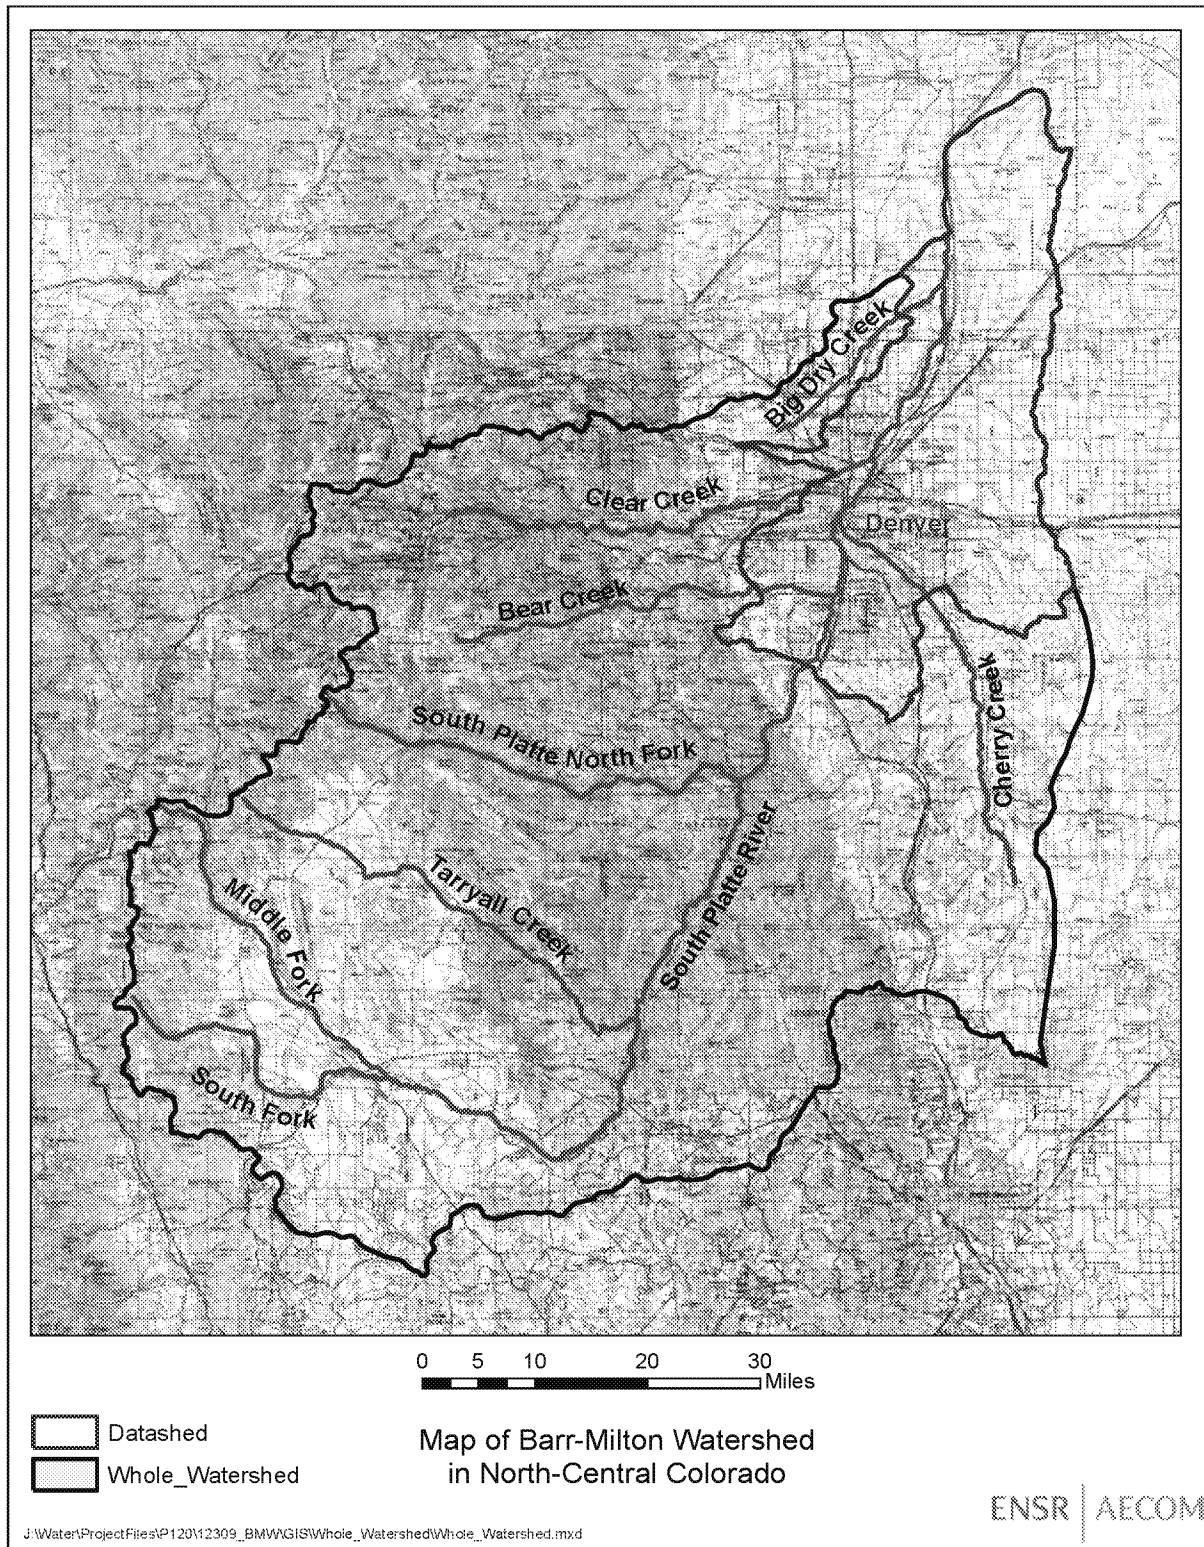 Big Dry Creek
Clear Creek
Denver
Bear Creek
South Platte North Fork
Cherry Creek
South Platte River
Tarryall Creek
Middle Fork
South Fork
0 5 10 20 30
Miles
Datashed
Whole_Watershed
Map of Barr-Milton Watershed
in North-Central Colorado
ENSR | AECOM
J:\Water\ProjectFiles\P120\12309_BMW\GIS\Whole_Watershed\Whole_Watershed.mxd